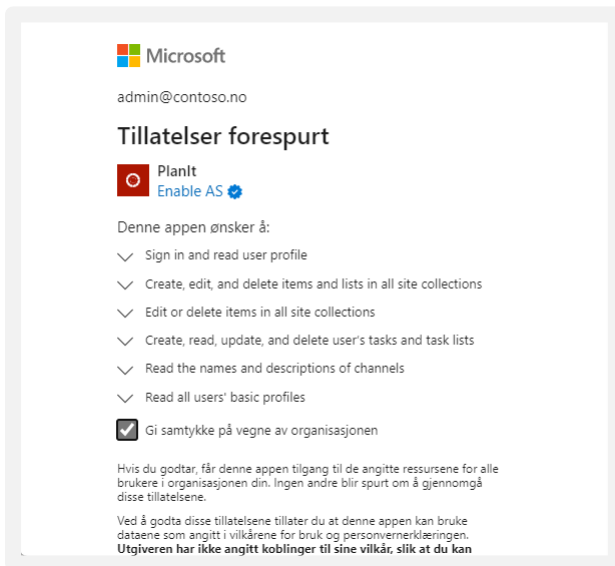 Microsoft
admin@contoso.no
Tillatelser forespurt
PlanIt
Enable AS
Denne appen ønsker å:
Sign in and read user profile
Create, edit, and delete items and lists in all site collections
Edit or delete items in all site collections
Create, read, update, and delete user's tasks and task lists
Read the names and descriptions of channels
Read all users' basic profiles
Gi samtykke på vegne av organisasjonen
Hvis du godtar, får denne appen tilgang til de angitte ressursene for alle
brukere i organisasjonen din. Ingen andre blir spurt om å gjennomgå
disse tillatelsene.
Ved å godta disse tillatelsene tillater du at denne appen kan bruke
dataene som angitt i vilkårene for bruk og personvernerklæringen.
Utgiveren har ikke angitt koblinger til sine vilkår, slik at du kan